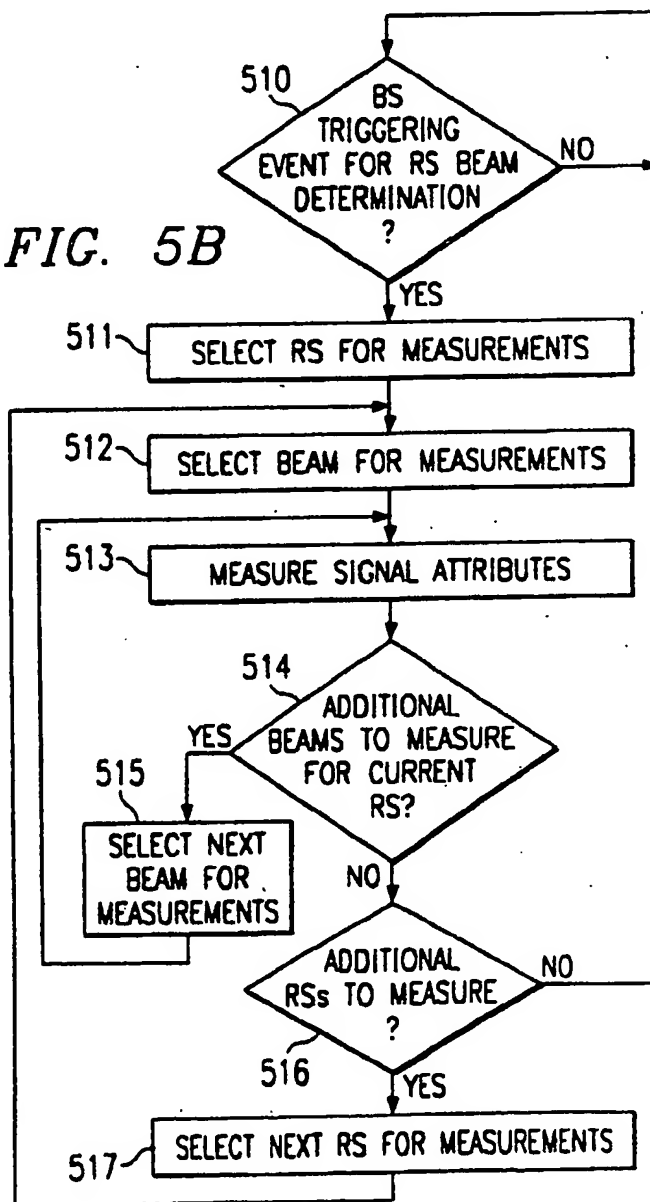 510
BS
TRIGGERING
EVENT FOR RS BEAM
DETERMINATION
?
NO
FIG. 5B
YES
511
SELECT RS FOR MEASUREMENTS
512
SELECT BEAM FOR MEASUREMENTS
513
MEASURE SIGNAL ATTRIBUTES
514
ADDITIONAL
BEAMS TO MEASURE
FOR CURRENT
RS?
YES
515
SELECT NEXT
BEAM FOR
MEASUREMENTS
NO
ADDITIONAL
RSs TO MEASURE
?
NO
516
YES
SELECT NEXT RS FOR MEASUREMENTS
517